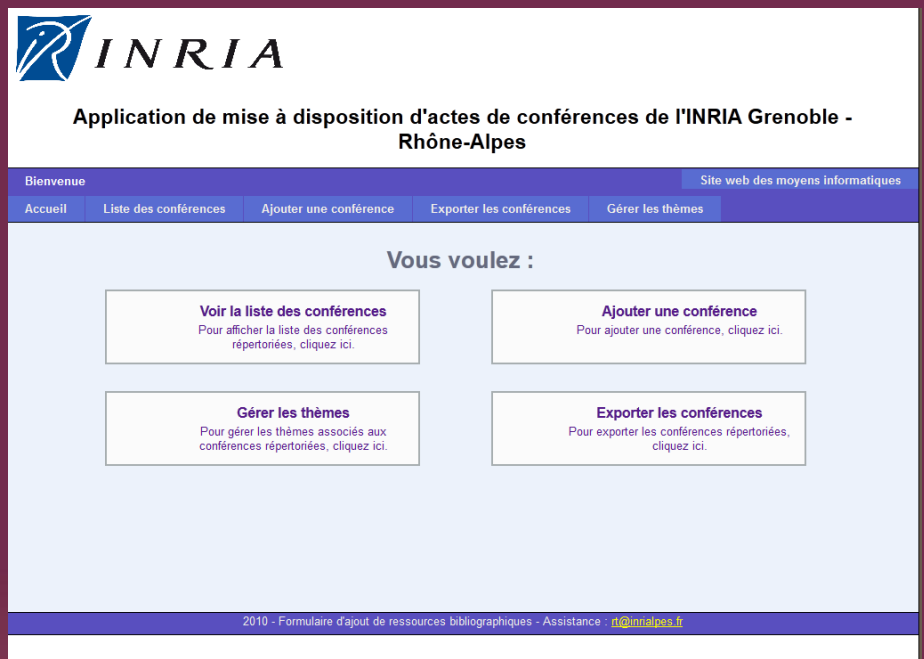 INRIA
Application de mise à disposition d'actes de conférences de l'INRIA Grenoble -
Rhône-Alpes
Bienvenue
Site web des moyens informatiques
Accueil
Liste des conférences
Ajouter une conférence
Exporter les conférences
Gérer les thèmes
Vous voulez :
Voir la liste des conférences
Pour afficher la liste des conférences
répertoriées, cliquez ici.
Ajouter une conférence
Pour ajouter une conférence, cliquez ici.
Gérer les thèmes
Pour gérer les thèmes associés aux
conférences répertoriées, cliquez ici.
Exporter les conférences
Pour exporter les conférences répertoriées,
cliquez ici.
2010 - Formulaire d'ajout de ressources bibliographiques - Assistance : rt@inrialpes.fr